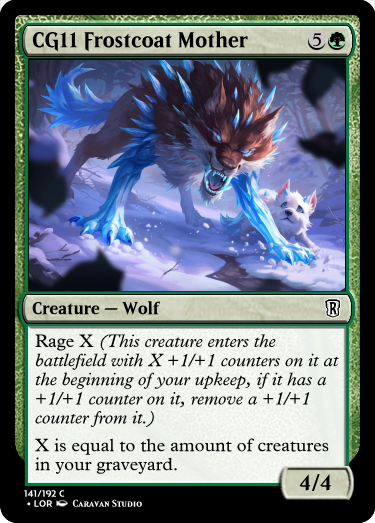 CG11 Frostcoat Mother 5
Creature — Wolf R
Rage X (This creature enters the
battlefield with X +1/+1 counters on it at
the beginning of your upkeep, if it has a
+1/+1 counter on it, remove a +1/+1
counter from it.)
X is equal to the amount of creatures
in your graveyard.
4/4
141/192 C
• LOR Caravan Studio